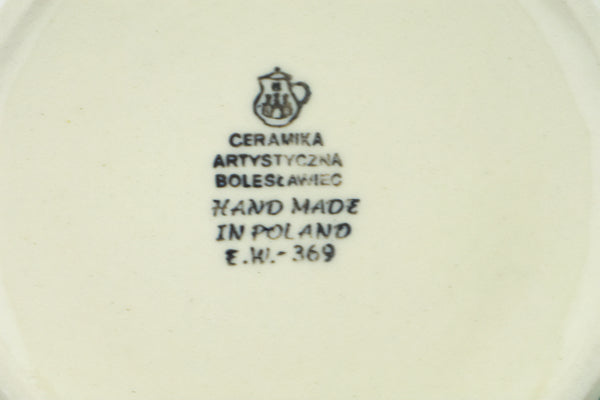 CERAMIKA
ARTYSTYCZNA
BOLESŁAWIEC
HAND MADE
IN POLAND
E.W.-369